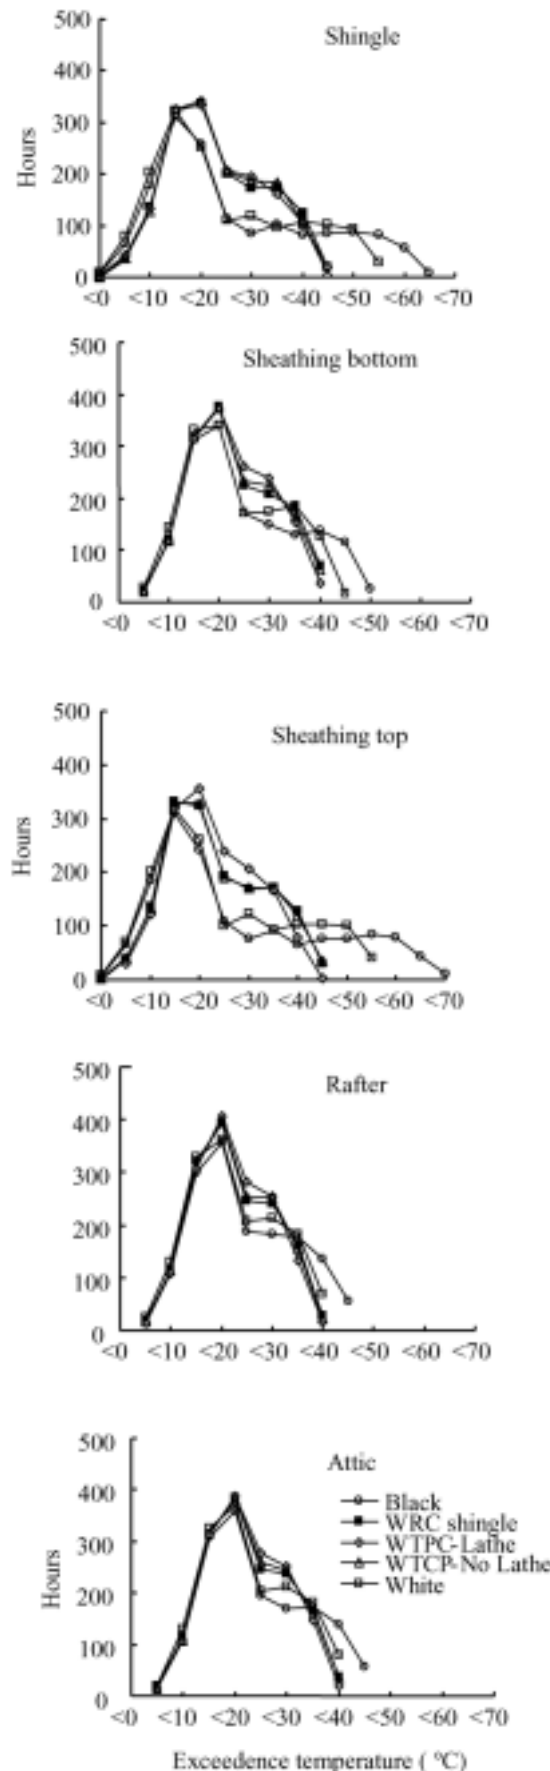 Shingle
500
400
300
200
100
0
Hours
<0 <10 <20 <30 <40 <50 <60 <70
Sheathing bottom
500
400
300
200
100
0
<0 <10 <20 <30 <40 <50 <60 <70
Sheathing top
500
400
300
200
100
0
Hours
<0 <10 <20 <30 <40 <50 <60 <70
Rafter
500
400
300
200
100
0
<0 <10 <20 <30 <40 <50 <60 <70
Attic
500
400
300
200
100
0
Hours
Black
WRC shingle
WTPC-Lathe
WTCP-No Lathe
White
<0 <10 <20 <30 <40 <50 <60 <70
Exceedence temperature ( °C)